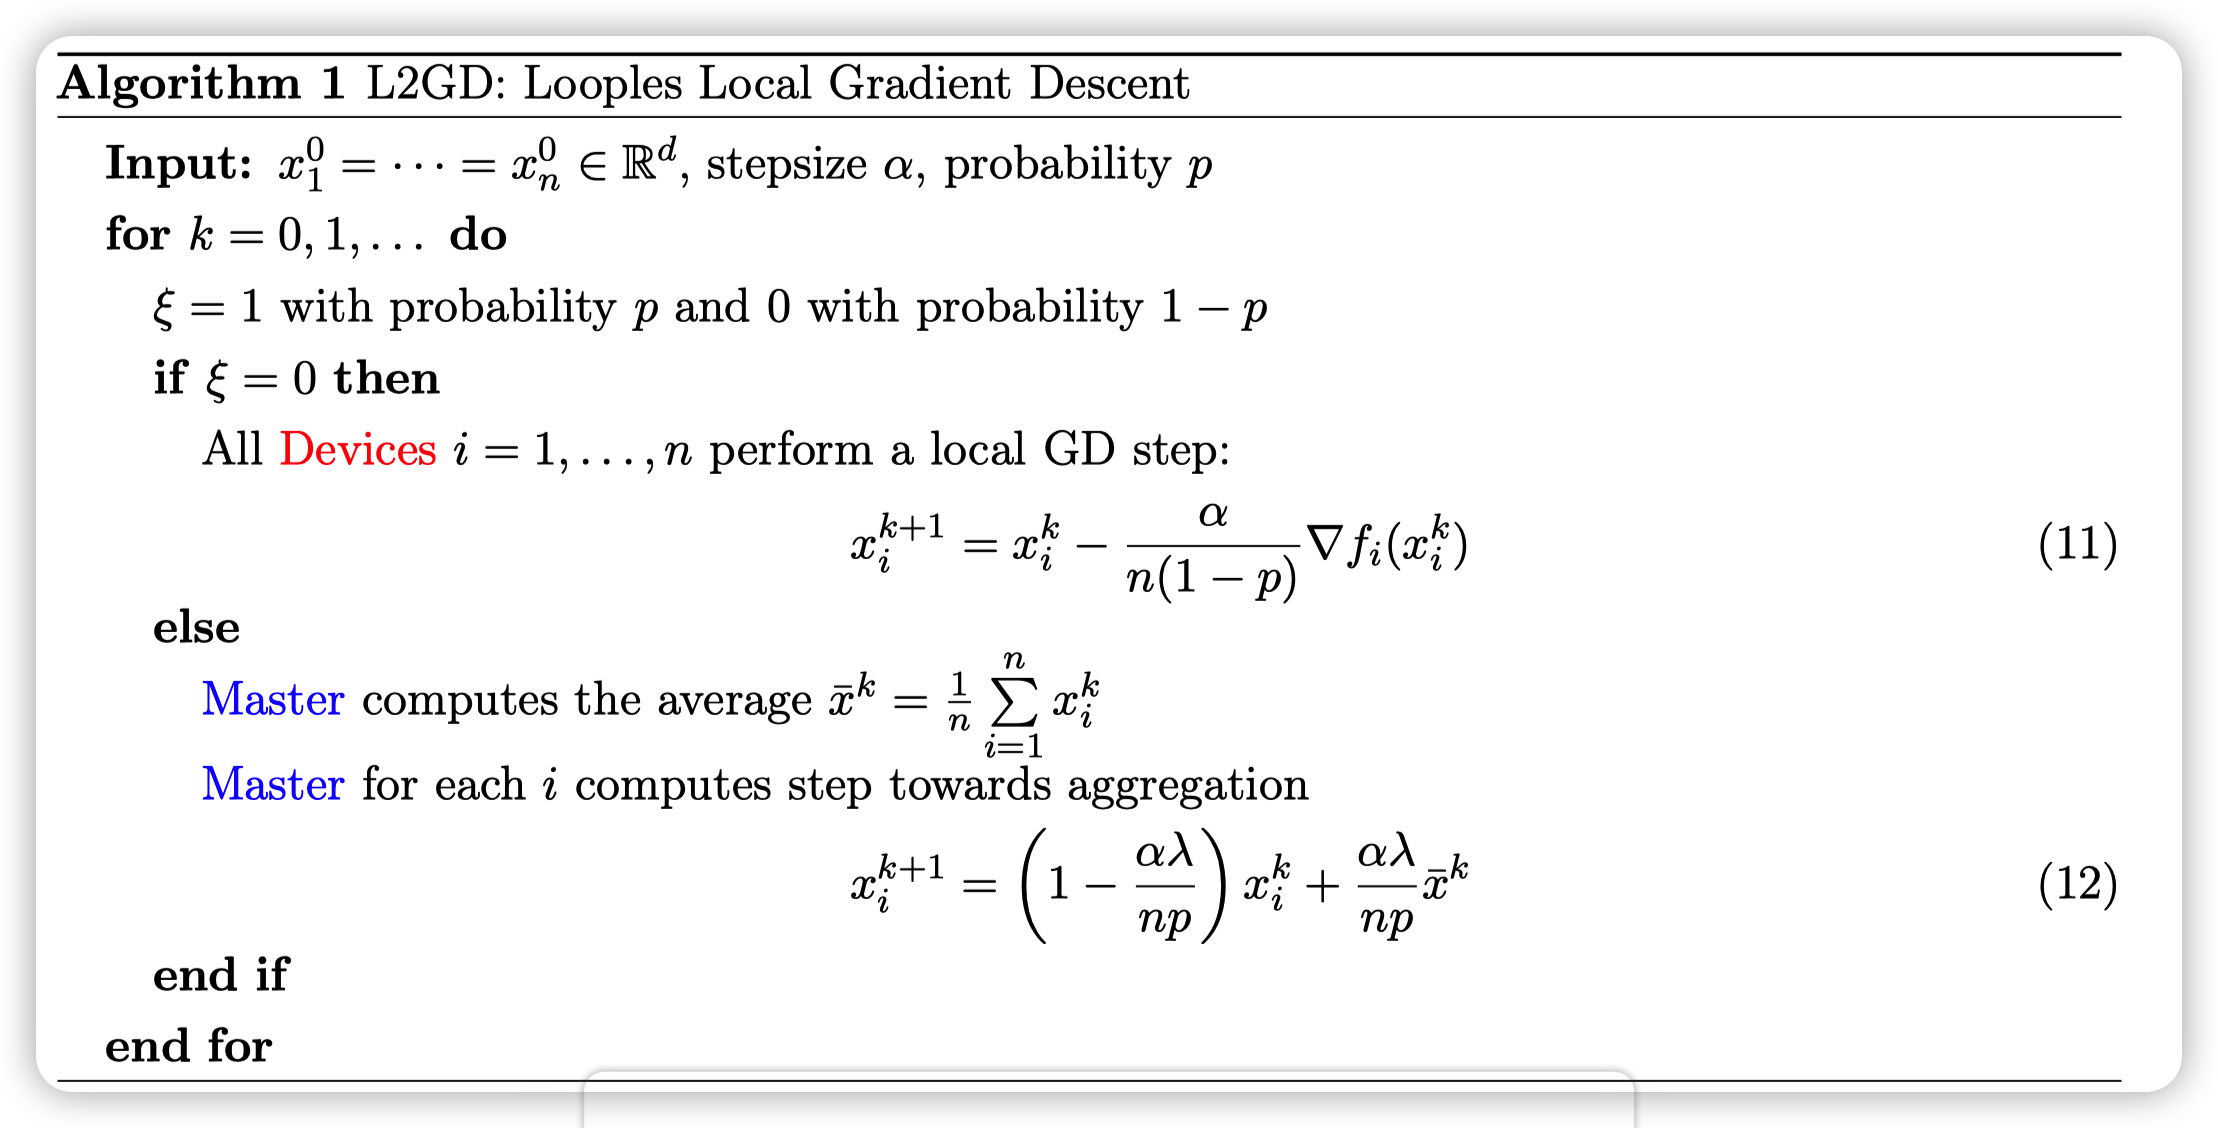 Algorithm 1 L2GD: Looples Local Gradient Descent
Input: $x_1^0 = \cdots = x_n^0 \in \mathbb{R}^d$, stepsize $\alpha$, probability $p$
for $k = 0, 1, \ldots$ do
$\xi = 1$ with probability $p$ and $0$ with probability $1 - p$
if $\xi = 0$ then
All Devices $i = 1, \ldots, n$ perform a local GD step:
$x_i^{k+1} = x_i^k - \frac{\alpha}{n(1-p)} \nabla f_i(x_i^k)$ (11)
else
Master computes the average $\bar{x}^k = \frac{1}{n} \sum_{i=1}^{n} x_i^k$
Master for each $i$ computes step towards aggregation
$x_i^{k+1} = \left(1 - \frac{\alpha\lambda}{np}\right) x_i^k + \frac{\alpha\lambda}{np} \bar{x}^k$ (12)
end if
end for